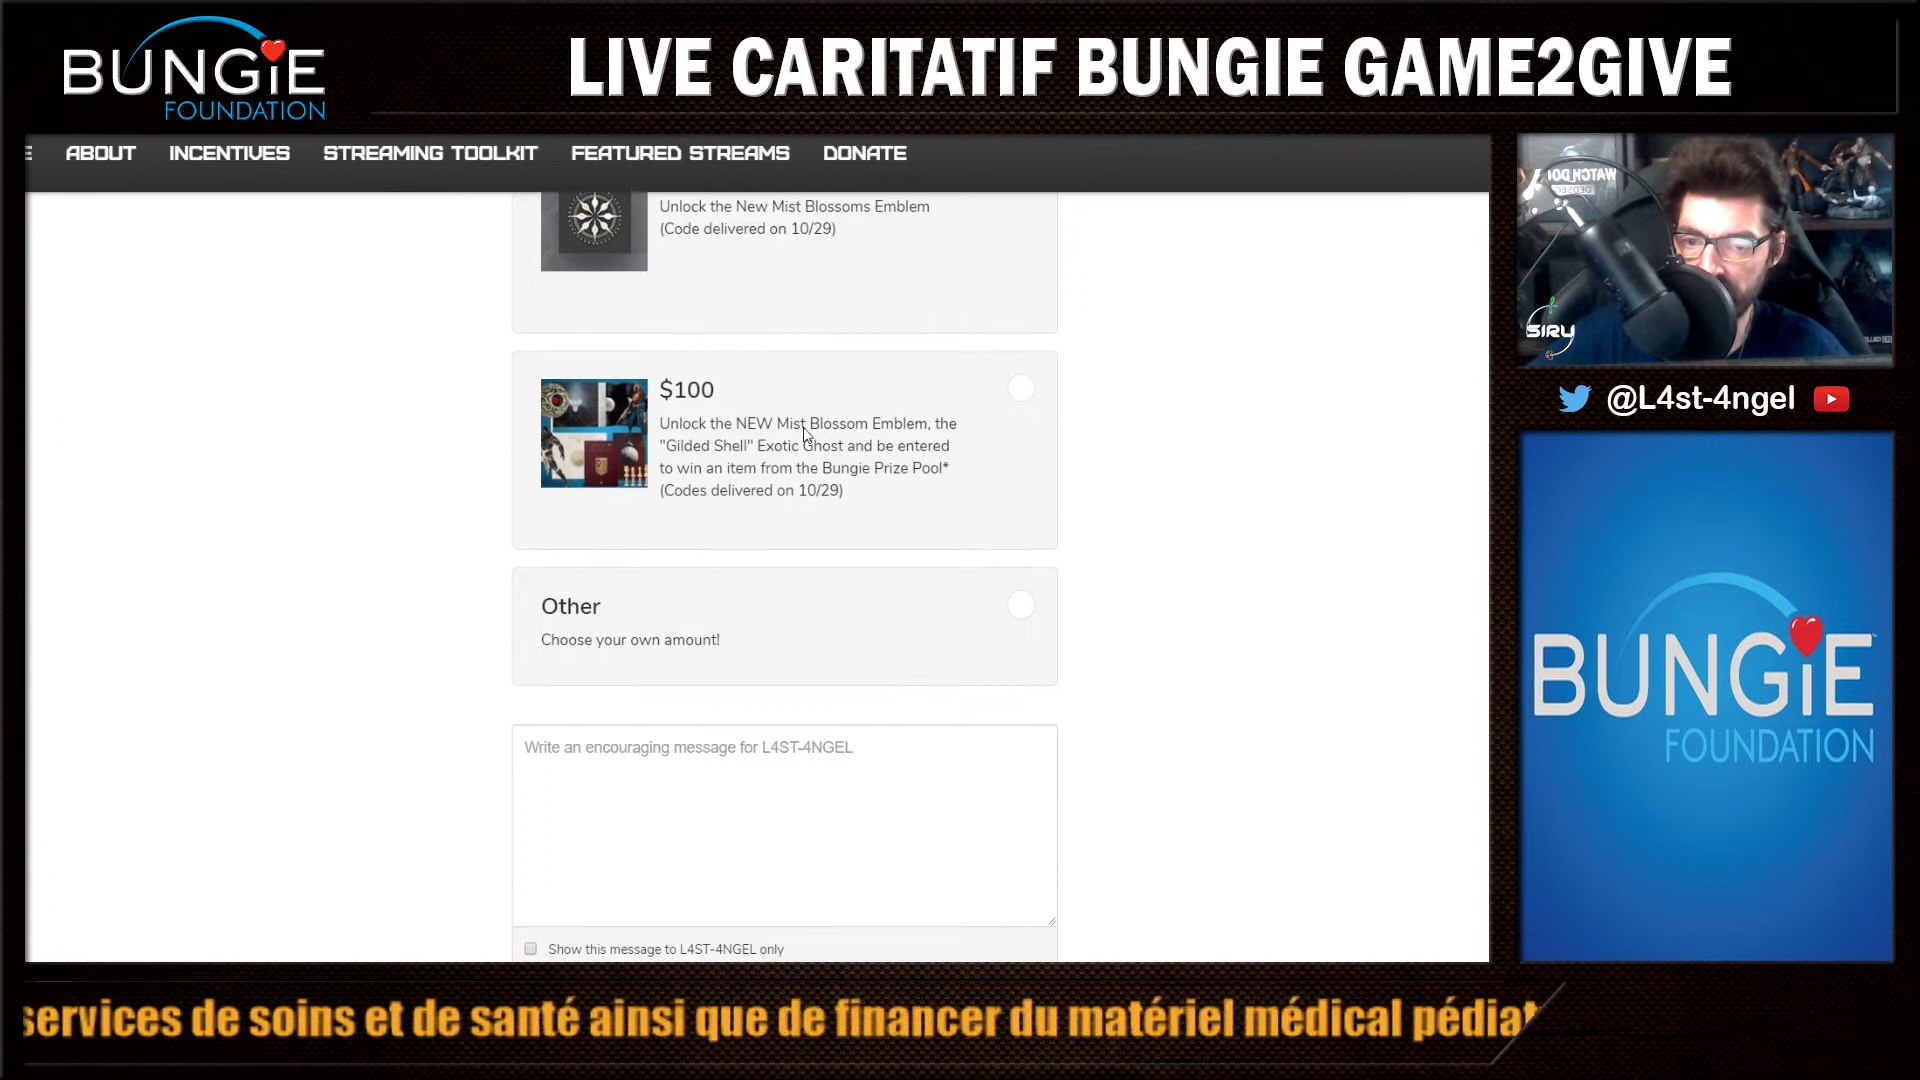 BUNGiE
FOUNDATION
LIVE CARITATIF BUNGIE GAME2GIVE
E ABOUT INCENTIVES STREAMING TOOLKIT FEATURED STREAMS DONATE
Unlock the New Mist Blossoms Emblem
(Code delivered on 10/29)
$100
Unlock the NEW Mist Blossom Emblem, the
"Gilded Shell" Exotic Ghost and be entered
to win an item from the Bungie Prize Pool*
(Codes delivered on 10/29)
Other
Choose your own amount!
Write an encouraging message for L4ST-4NGEL
Show this message to L4ST-4NGEL only
SIRU
@L4st-4ngel
BUNGiE
FOUNDATION
services de soins et de santé ainsi que de financer du matériel médical pédiat